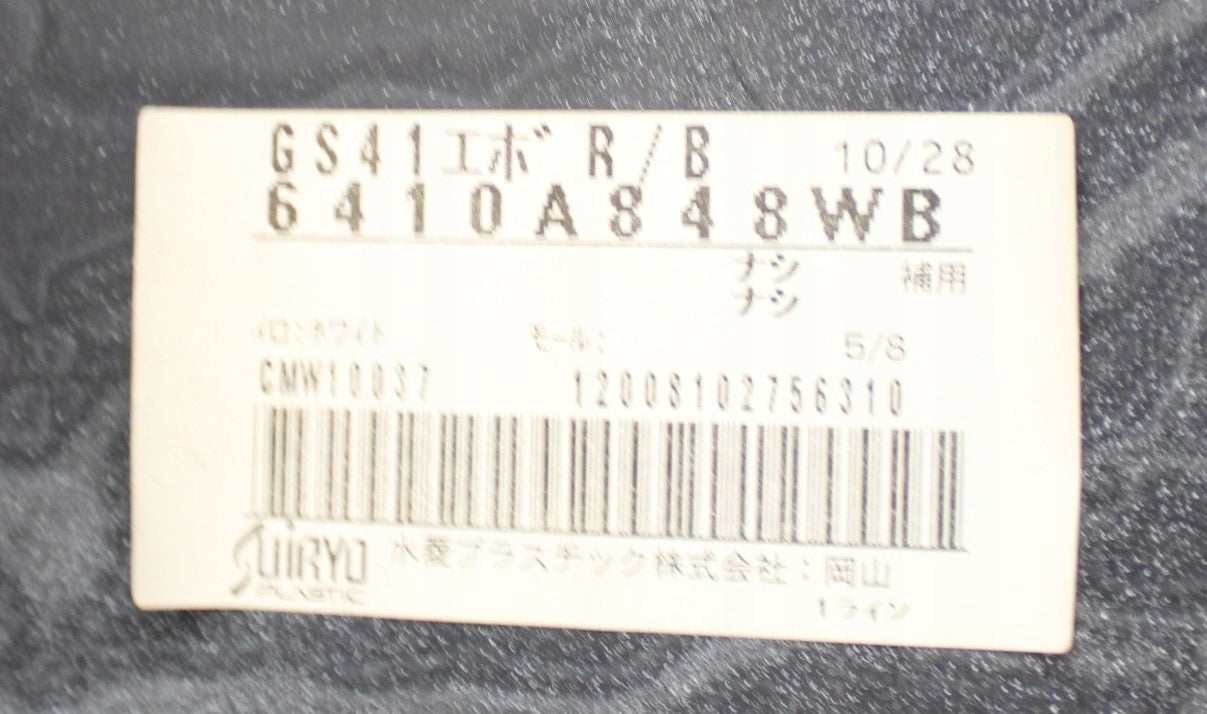 GS41エボ R/B 10/28
6410A848WB
ナシ
ナシ 補用
イロ:ホワイト モール: 5/8
CMW10037 12008102756310
SUIRYO PLASTIC 水菱プラスチック株式会社:岡山
1ライン